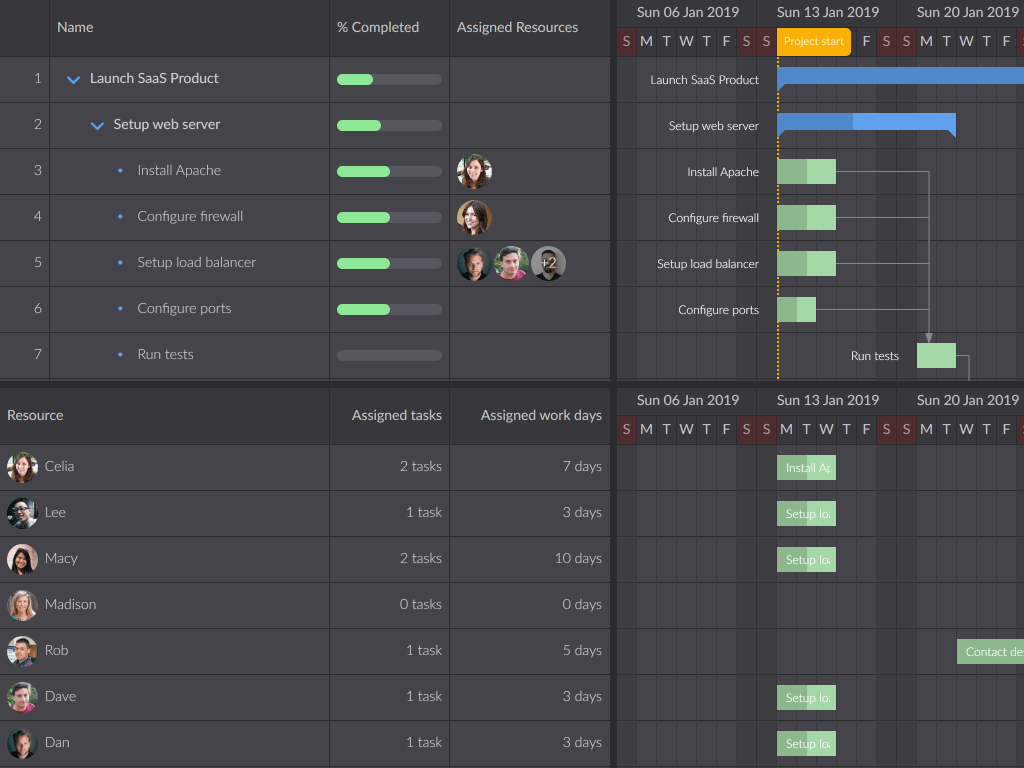 Name % Completed Assigned Resources
1 Launch SaaS Product
2 Setup web server
3 Install Apache
4 Configure firewall
5 Setup load balancer +2
6 Configure ports
7 Run tests
Sun 06 Jan 2019 Sun 13 Jan 2019 Sun 20 Jan 2019
S M T W T F S S Project start F S S M T W T F
Launch SaaS Product
Setup web server
Install Apache
Configure firewall
Setup load balancer
Configure ports
Run tests
Resource Assigned tasks Assigned work days
Celia 2 tasks 7 days
Lee 1 task 3 days
Macy 2 tasks 10 days
Madison 0 tasks 0 days
Rob 1 task 5 days
Dave 1 task 3 days
Dan 1 task 3 days
Sun 06 Jan 2019 Sun 13 Jan 2019 Sun 20 Jan 2019
S M T W T F S S M T W T F S S M T W T F
Install
Setup
Setup
Contact
Setup
Setup